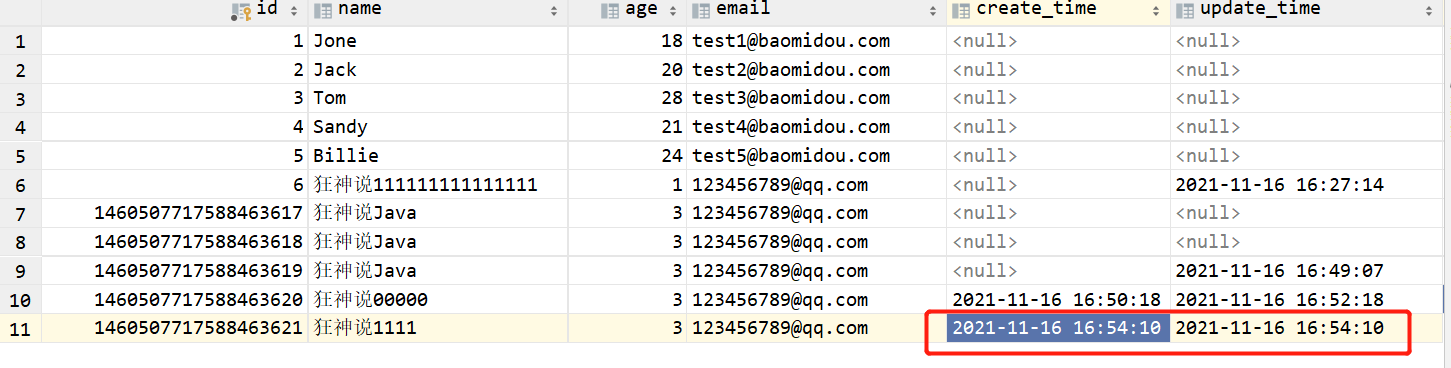 id name age email create_time update_time
1 1 Jone 18 test1@baomidou.com <null> <null>
2 2 Jack 20 test2@baomidou.com <null> <null>
3 3 Tom 28 test3@baomidou.com <null> <null>
4 4 Sandy 21 test4@baomidou.com <null> <null>
5 5 Billie 24 test5@baomidou.com <null> <null>
6 6 狂神说111111111111111 1 123456789@qq.com <null> 2021-11-16 16:27:14
7 1460507717588463617 狂神说Java 3 123456789@qq.com <null> <null>
8 1460507717588463618 狂神说Java 3 123456789@qq.com <null> <null>
9 1460507717588463619 狂神说Java 3 123456789@qq.com <null> 2021-11-16 16:49:07
10 1460507717588463620 狂神说00000 3 123456789@qq.com 2021-11-16 16:50:18 2021-11-16 16:52:18
11 1460507717588463621 狂神说1111 3 123456789@qq.com 2021-11-16 16:54:10 2021-11-16 16:54:10